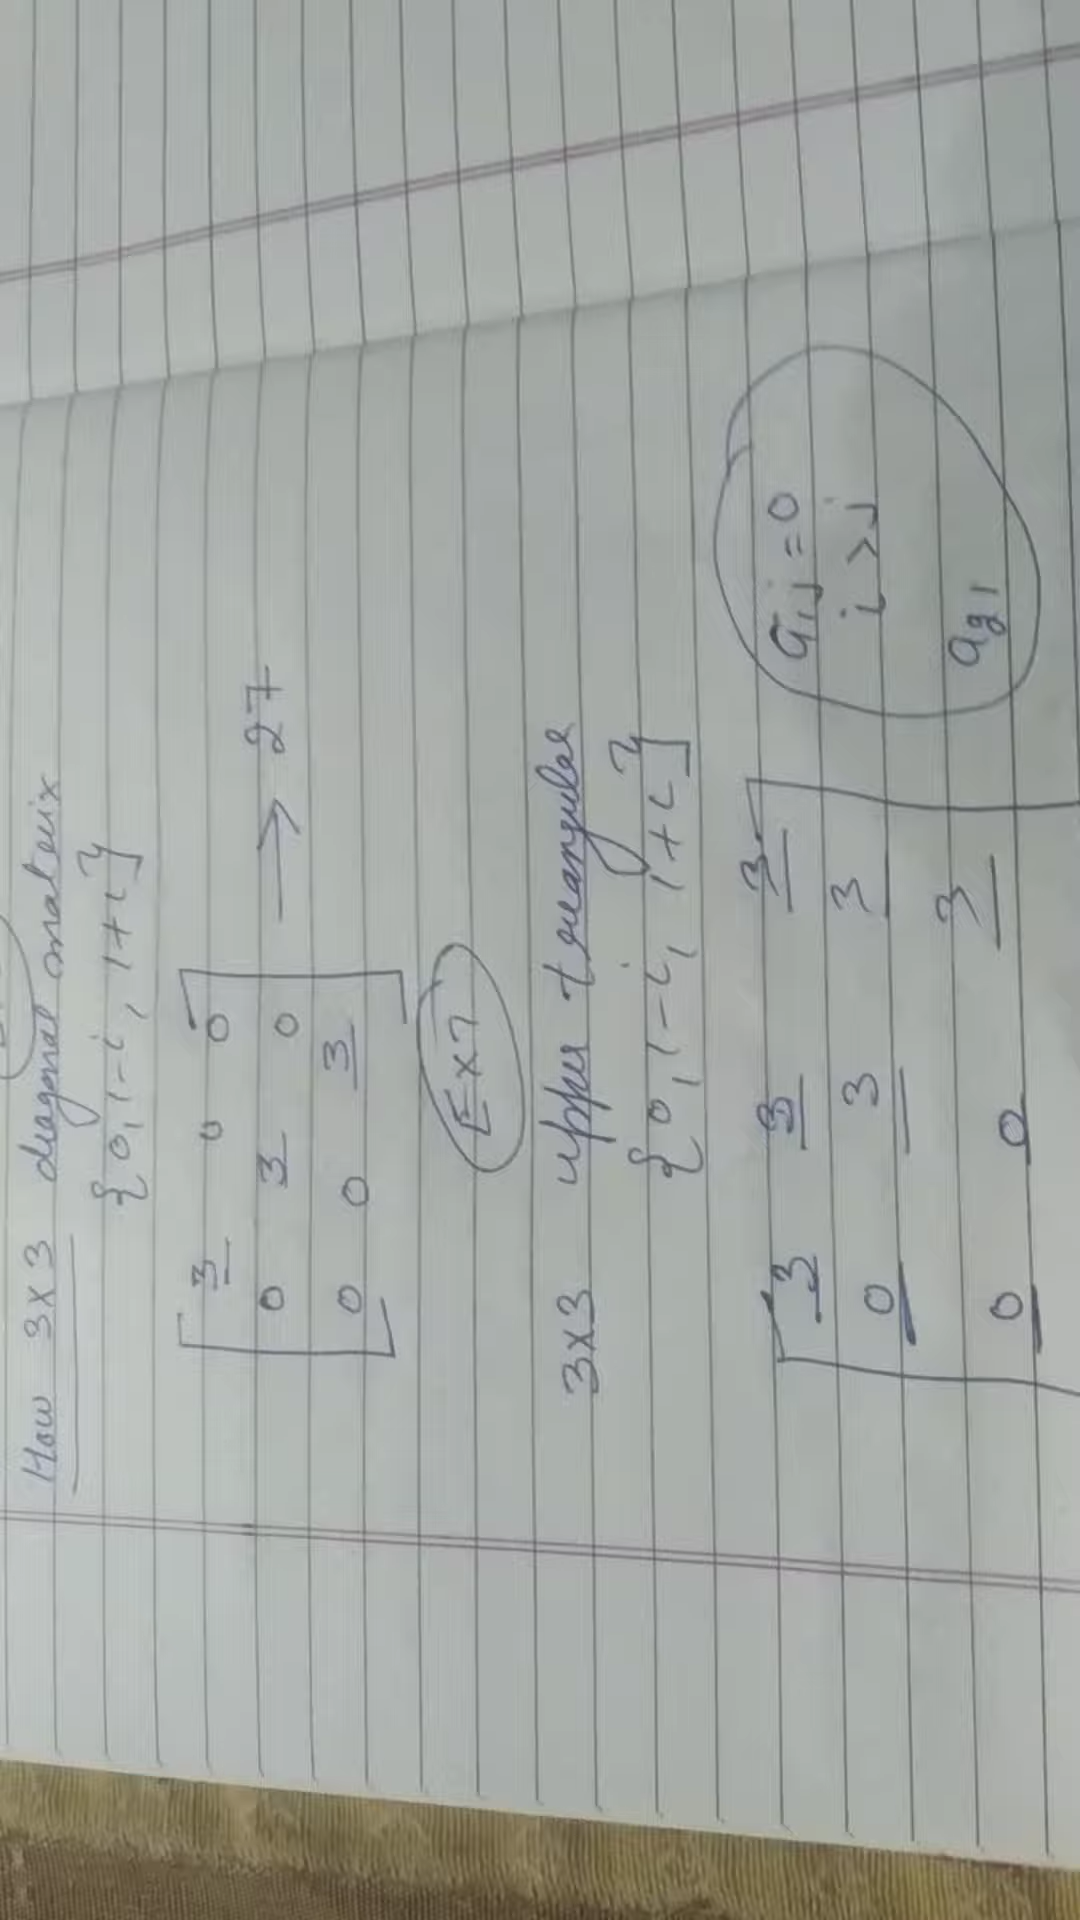 How 3x3 diagonal matrix
{0, 1-i, 1+i}
3 0 0
0 3 0 → 27
0 0 3
Ex7
3x3 upper triangular
{0, 1-i, 1+i}
3 3 3 aij = 0
0 3 3 i > j
0 0 3 a21